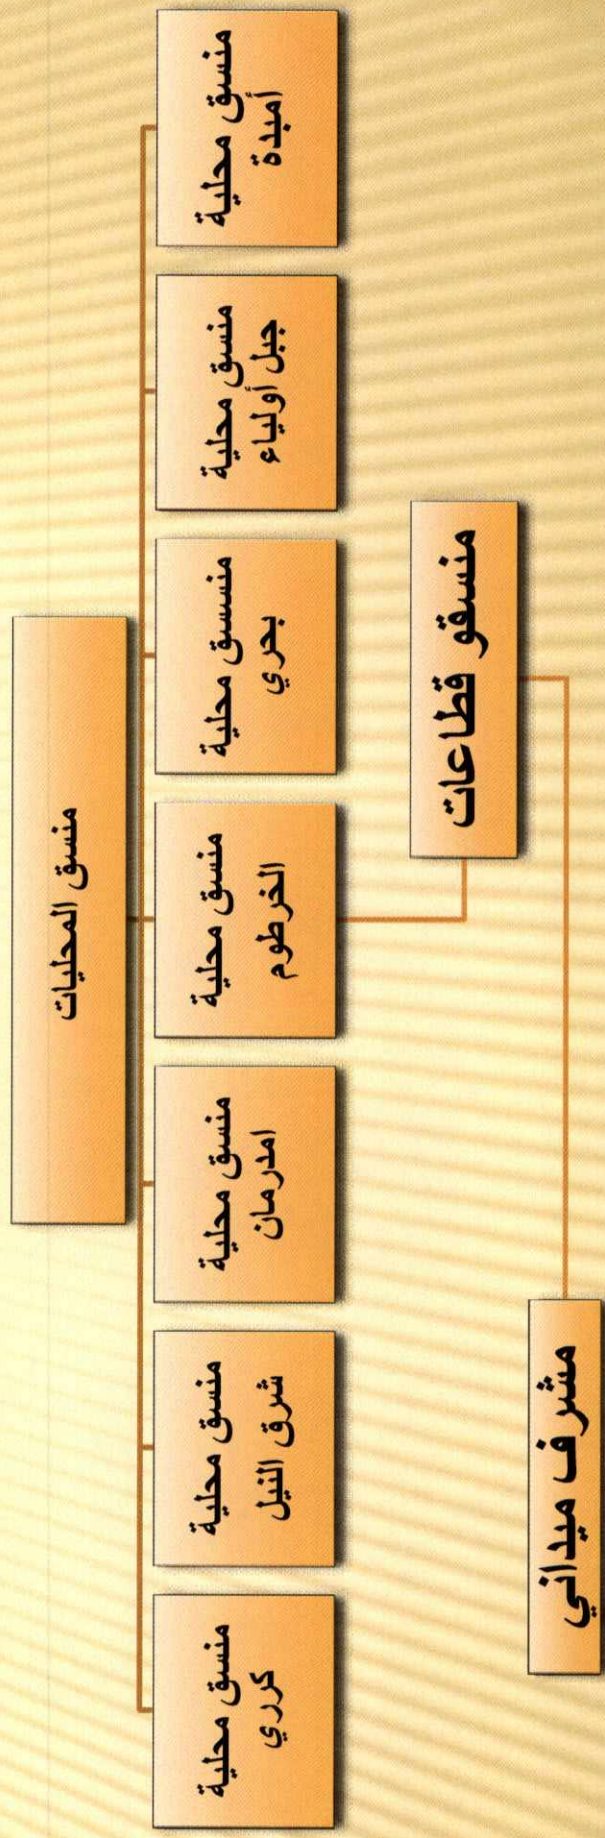 منسق المحليات
منسق محلية
أمبدة
منسق محلية
جبل أولياء
منسسق محلية
بحري
منسق محلية
الخرطوم
منسق محلية
امدرمان
منسق محلية
شرق النيل
منسق محلية
كرري
منسقو قطاعات
مشرف ميداني